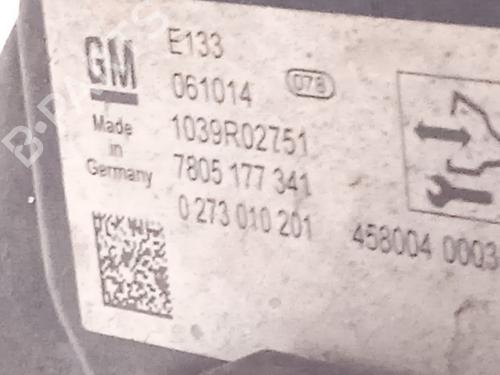 GM
E133
061014 078
Made in Germany
1039R02751
7805 177 341
0 273 010 201
458004 0003
B-PARTS